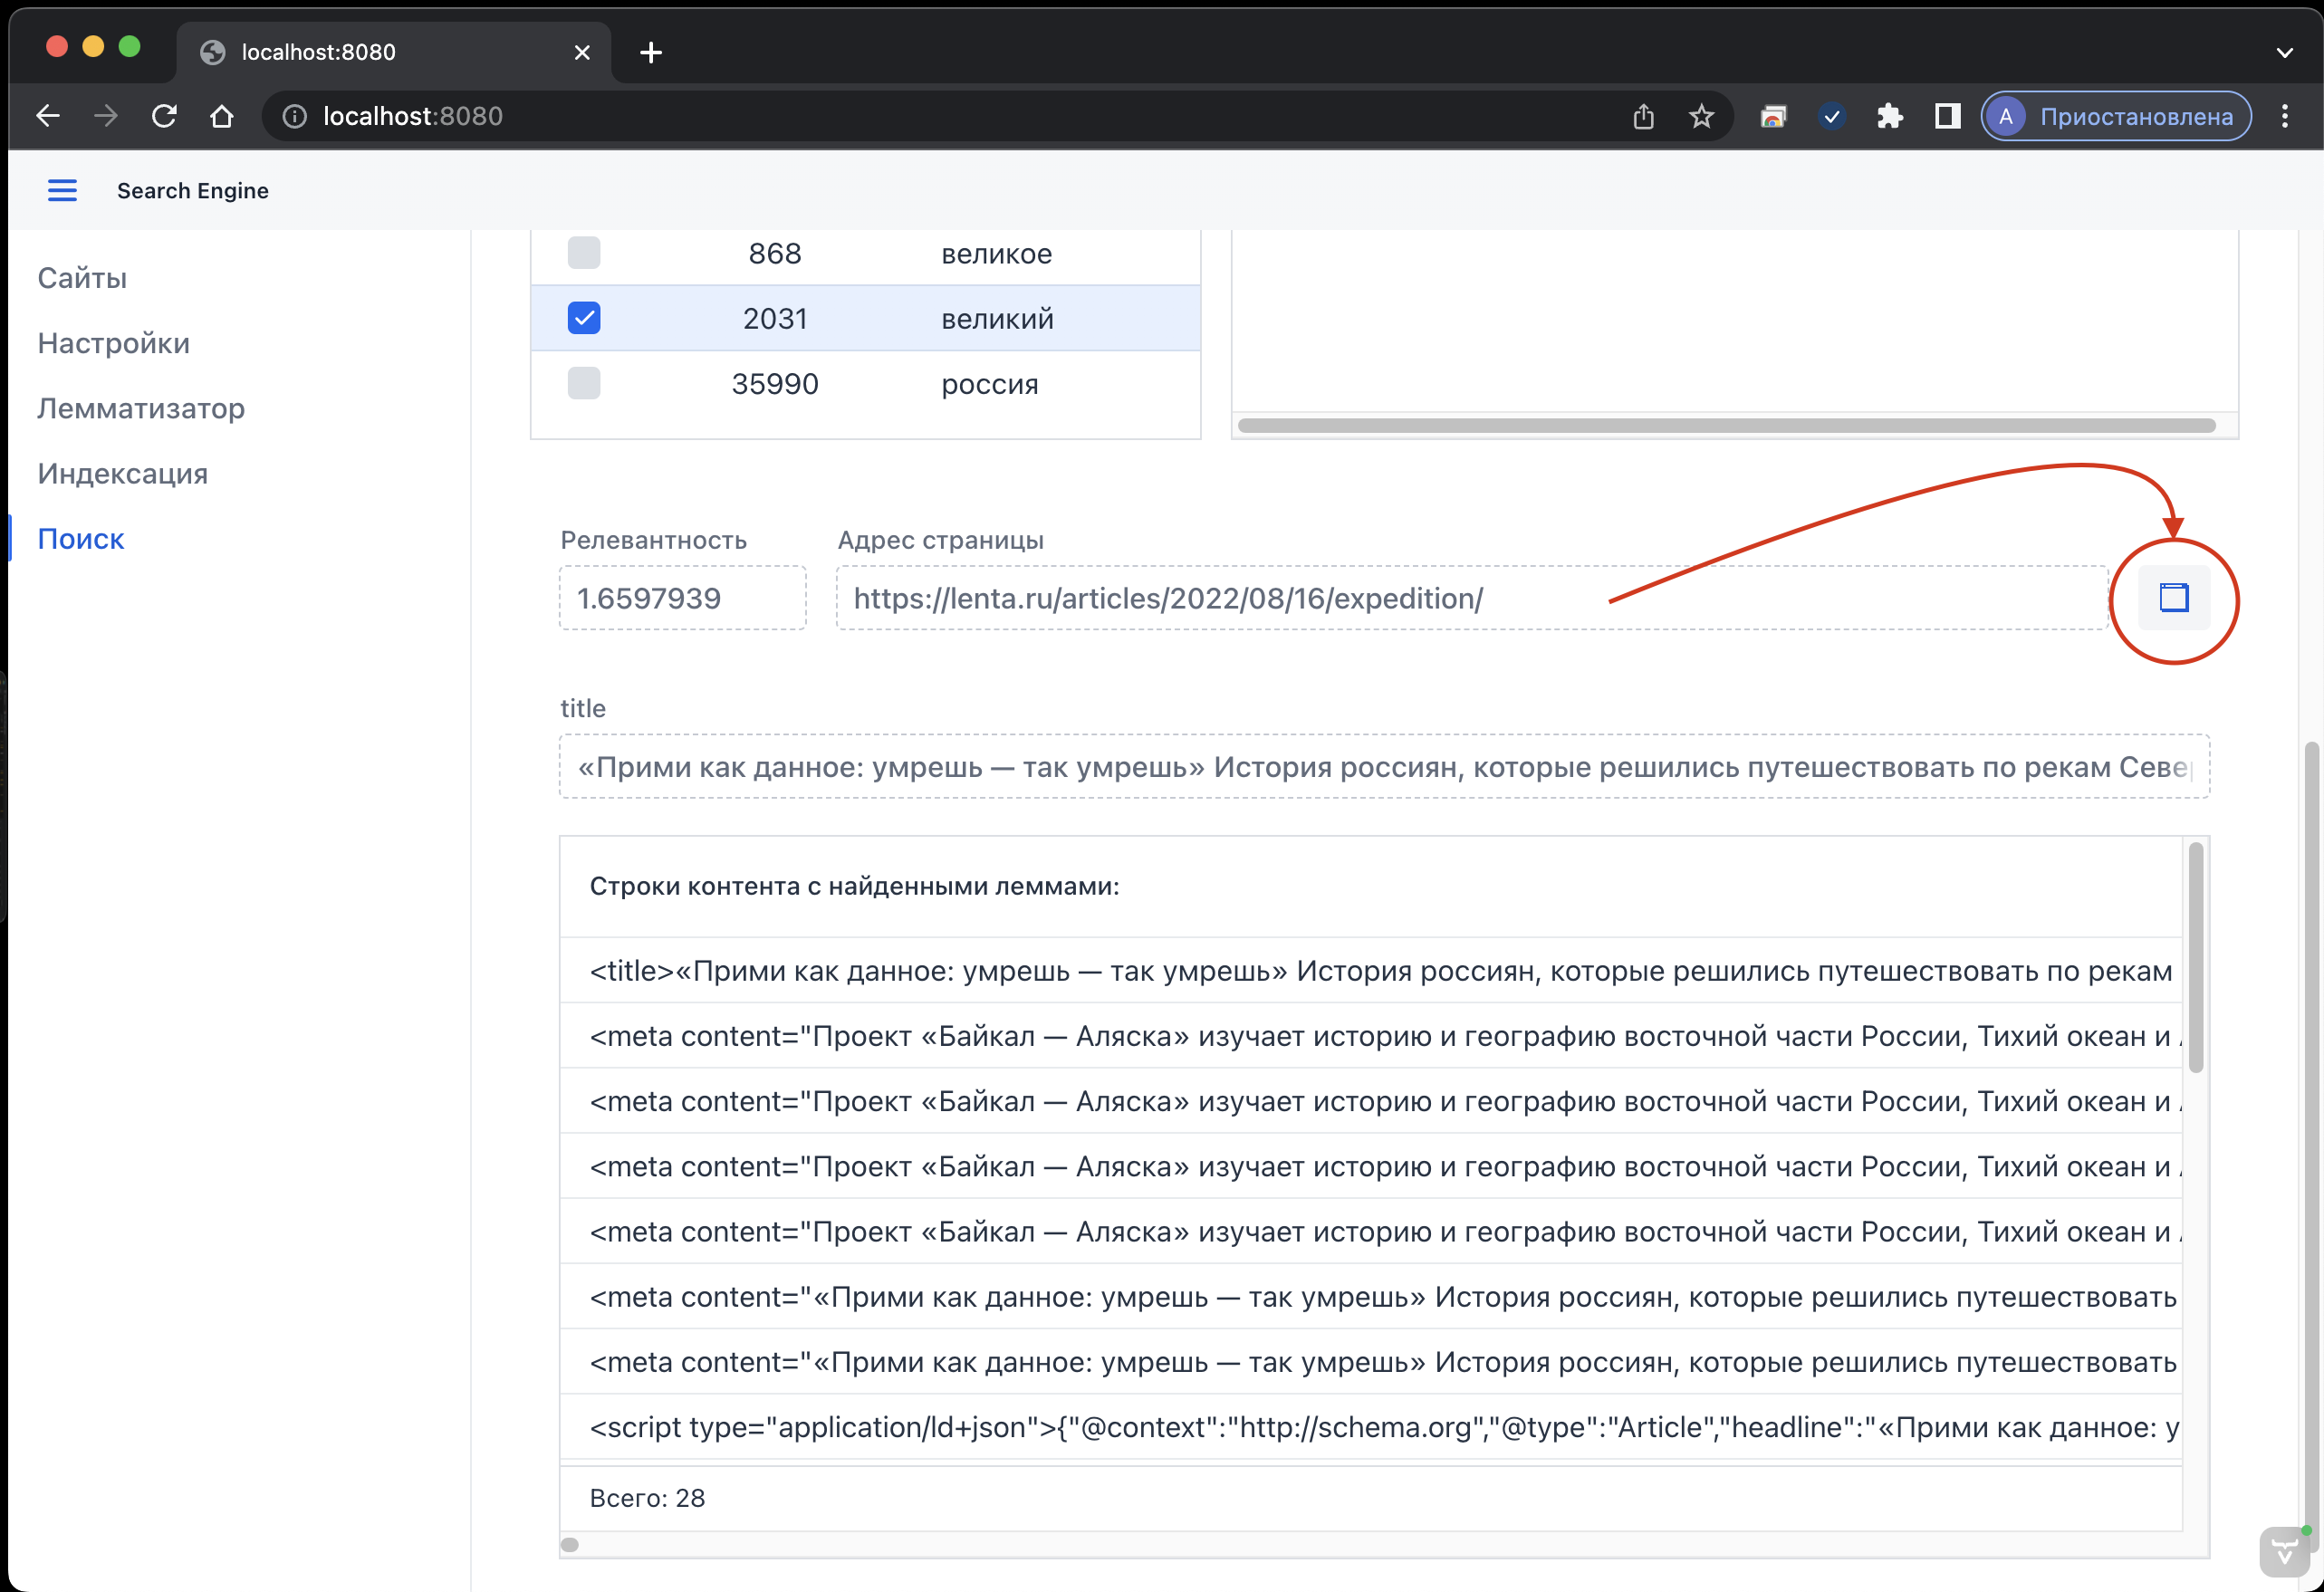 localhost:8080
localhost:8080
A Приостановлена
Search Engine
Сайты
Настройки
Лемматизатор
Индексация
Поиск
868 великое
2031 великий
35990 россия
Релевантность Адрес страницы
1.6597939 https://lenta.ru/articles/2022/08/16/expedition/
title
«Прими как данное: умрешь — так умрешь» История россиян, которые решились путешествовать по рекам Севе
Строки контента с найденными леммами:
<title>«Прими как данное: умрешь — так умрешь» История россиян, которые решились путешествовать по рекам
<meta content="Проект «Байкал — Аляска» изучает историю и географию восточной части России, Тихий океан и
<meta content="Проект «Байкал — Аляска» изучает историю и географию восточной части России, Тихий океан и
<meta content="Проект «Байкал — Аляска» изучает историю и географию восточной части России, Тихий океан и
<meta content="Проект «Байкал — Аляска» изучает историю и географию восточной части России, Тихий океан и
<meta content="«Прими как данное: умрешь — так умрешь» История россиян, которые решились путешествовать
<meta content="«Прими как данное: умрешь — так умрешь» История россиян, которые решились путешествовать
<script type="application/ld+json">{"@context":"http://schema.org","@type":"Article","headline":"«Прими как данное: у
Всего: 28